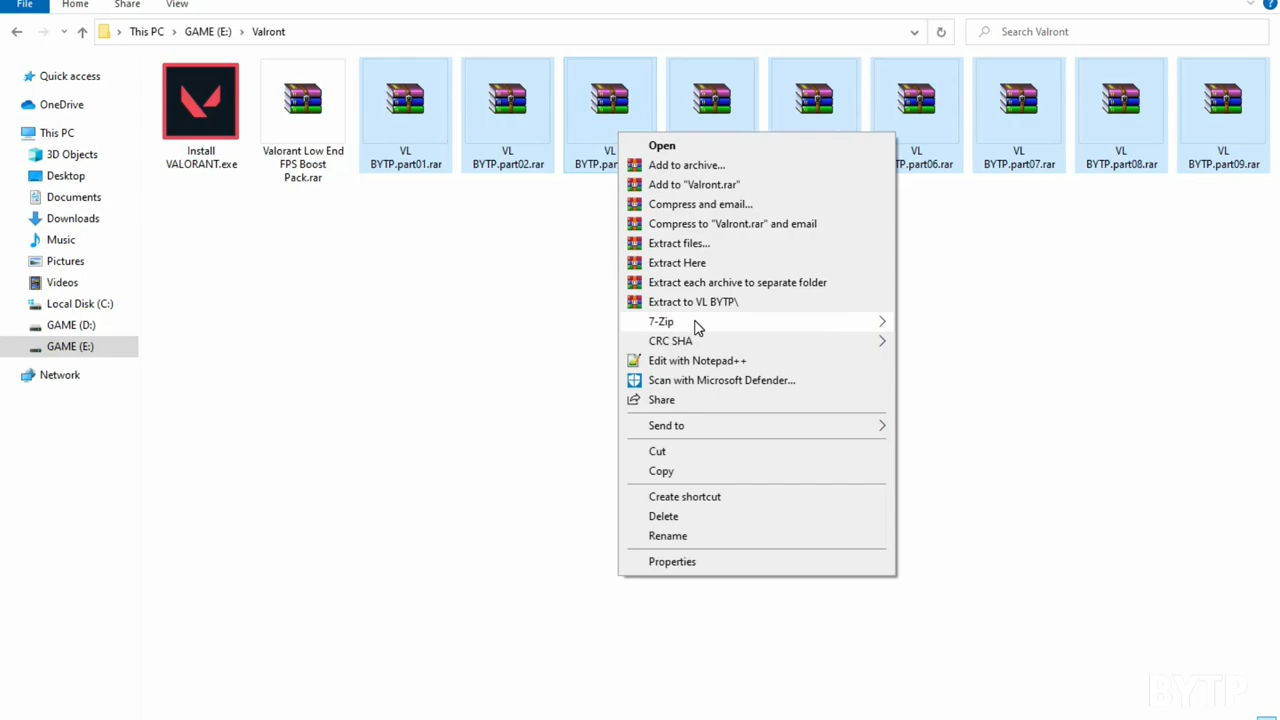 File
Home
Share
View
This PC
GAME (E:)
Valront
Search Valront
Quick access
OneDrive
This PC
3D Objects
Desktop
Documents
Downloads
Music
Pictures
Videos
Local Disk (C:)
GAME (D:)
GAME (E:)
Network
Install
VALORANT.exe
Valorant Low End
FPS Boost
Pack.rar
VL
BYTP.part01.rar
VL
BYTP.part02.rar
VL
BYTP.par
TP.part06.rar
VL
BYTP.part07.rar
VL
BYTP.part08.rar
VL
BYTP.part09.rar
Open
Add to archive...
Add to "Valront.rar"
Compress and email...
Compress to "Valront.rar" and email
Extract files...
Extract Here
Extract each archive to separate folder
Extract to VL BYTP\
7-Zip
CRC SHA
Edit with Notepad++
Scan with Microsoft Defender...
Share
Send to
Cut
Copy
Create shortcut
Delete
Rename
Properties
BYTP